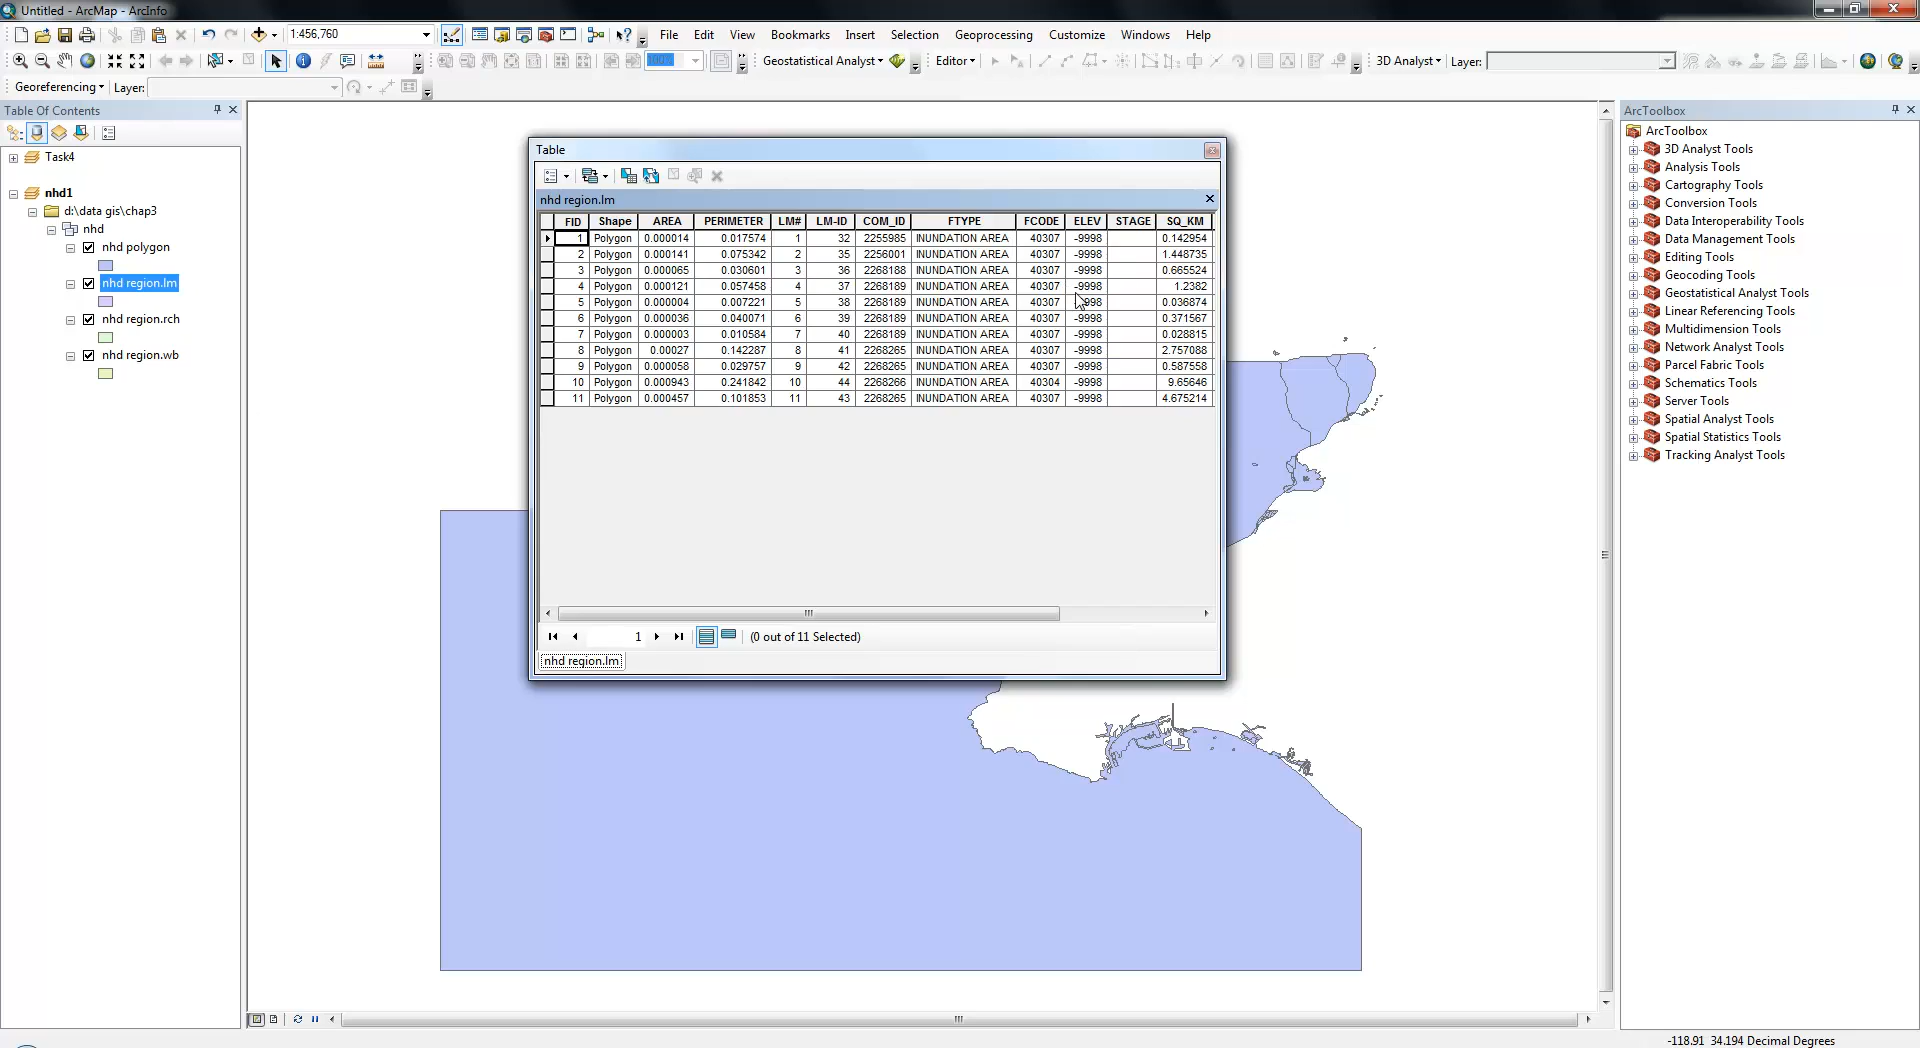 Untitled - ArcMap - ArcInfo
1:456,760
File Edit View Bookmarks Insert Selection Geoprocessing Customize Windows Help
100%
Geostatistical Analyst
Editor
3D Analyst
Layer:
Georeferencing
Layer:
Table Of Contents
Task4
nhd1
d:\data gis\chap3
nhd
nhd polygon
nhd region.lm
nhd region.rch
nhd region.wb
Table
nhd region.lm
FID Shape AREA PERIMETER LM# LM-ID COM_ID FTYPE FCODE ELEV STAGE SQ_KM
1 Polygon 0.000014 0.017574 1 32 2255985 INUNDATION AREA 40307 -9998 0.142954
2 Polygon 0.000141 0.075342 2 35 2256001 INUNDATION AREA 40307 -9998 1.448735
3 Polygon 0.000065 0.030601 3 36 2268188 INUNDATION AREA 40307 -9998 0.665524
4 Polygon 0.000121 0.057458 4 37 2268189 INUNDATION AREA 40307 -9998 1.2382
5 Polygon 0.000004 0.007221 5 38 2268189 INUNDATION AREA 40307 -9998 0.036874
6 Polygon 0.000036 0.040071 6 39 2268189 INUNDATION AREA 40307 -9998 0.371567
7 Polygon 0.000003 0.010584 7 40 2268189 INUNDATION AREA 40307 -9998 0.028815
8 Polygon 0.00027 0.142287 8 41 2268265 INUNDATION AREA 40307 -9998 2.757088
9 Polygon 0.000058 0.029757 9 42 2268265 INUNDATION AREA 40307 -9998 0.587558
10 Polygon 0.000943 0.241842 10 44 2268266 INUNDATION AREA 40304 -9998 9.65646
11 Polygon 0.000457 0.101853 11 43 2268265 INUNDATION AREA 40307 -9998 4.675214
1
(0 out of 11 Selected)
nhd region.lm
ArcToolbox
ArcToolbox
3D Analyst Tools
Analysis Tools
Cartography Tools
Conversion Tools
Data Interoperability Tools
Data Management Tools
Editing Tools
Geocoding Tools
Geostatistical Analyst Tools
Linear Referencing Tools
Multidimension Tools
Network Analyst Tools
Parcel Fabric Tools
Schematics Tools
Server Tools
Spatial Analyst Tools
Spatial Statistics Tools
Tracking Analyst Tools
-118.91 34.194 Decimal Degrees